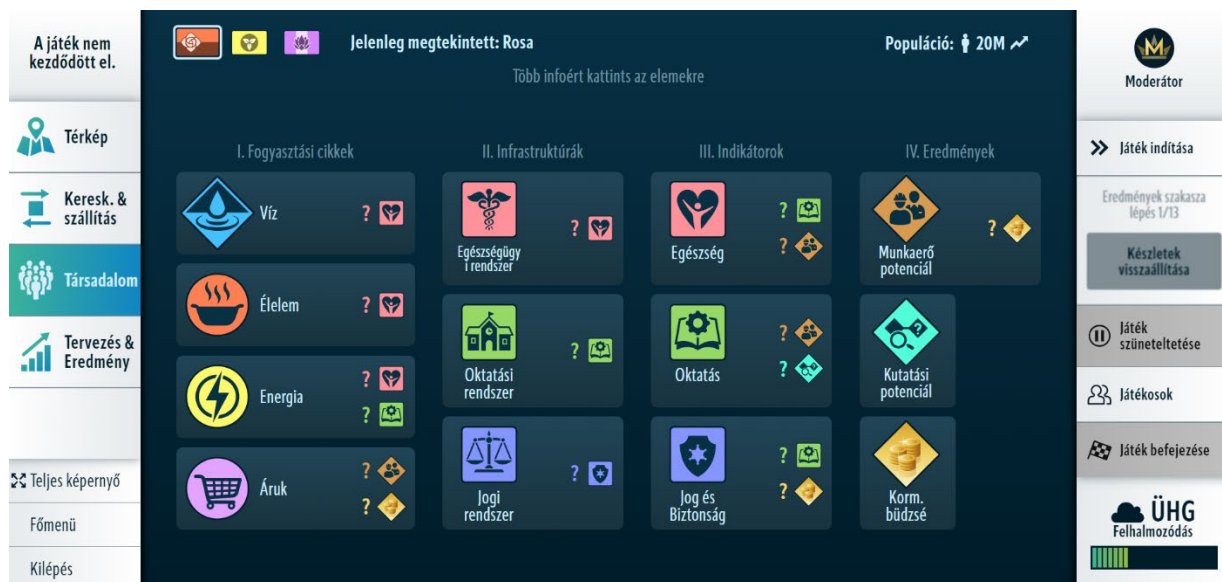 A játék nem
kezdődött el.
Térkép
Keresk. &
szállítás
Társadalom
Tervezés &
Eredmény
Teljes képernyő
Főmenü
Kilépés
Jelenleg megtekintett: Rosa
Populáció: 20M
Több infoért kattints az elemekre
I. Fogyasztási cikkek
Víz ?
Élelem ?
Energia ?
?
Áruk ?
?
II. Infrastruktúrák
?
Egészségügy
i rendszer
?
Oktatási
rendszer
?
Jogi
rendszer
III. Indikátorok
?
?
Egészség
?
?
Oktatás
?
?
Jog és
Biztonság
IV. Eredmények
?
Munkaerő
potenciál
?
Kutatási
potenciál
Korm.
büdzsé
M
Moderátor
Játék indítása
Eredmények szakasza
lépés 1/13
Készletek
visszaállítása
Játék
szüneteltetése
Játékosok
Játék befejezése
ÜHG
Felhalmozódás